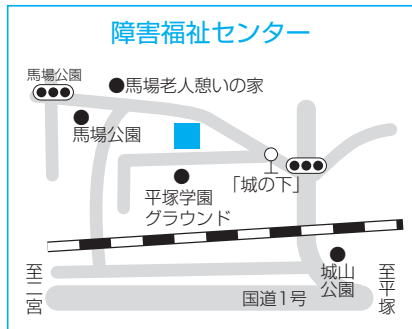 障害福祉センター
馬場公園
馬場老人憩いの家
馬場公園
「城の下」
平塚学園
グラウンド
城山
公園
至二宮
国道1号
至平塚